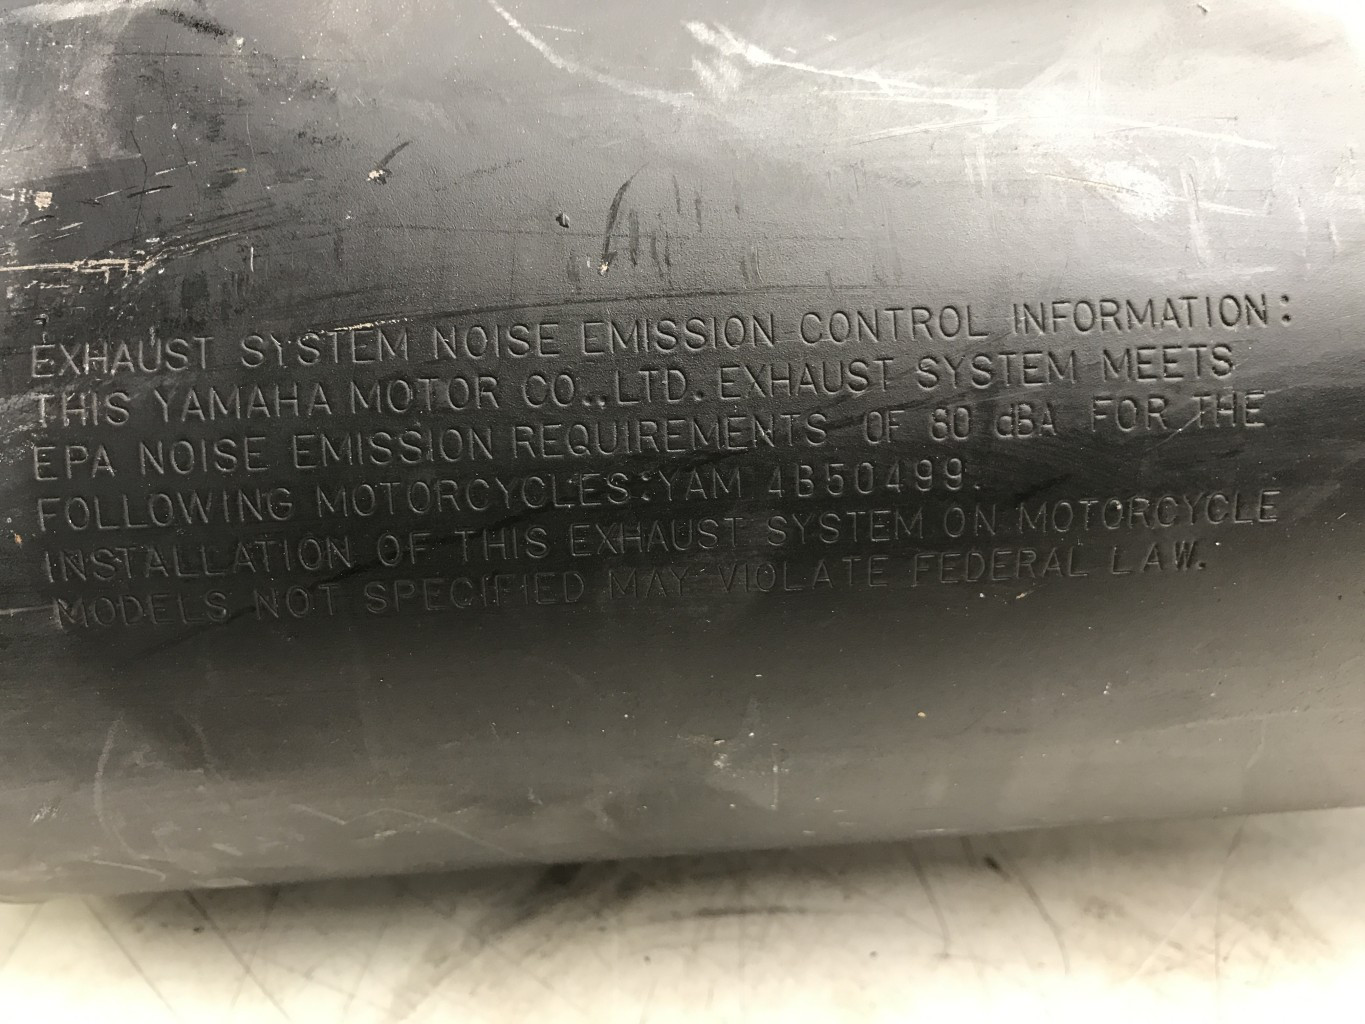 EXHAUST SYSTEM NOISE EMISSION CONTROL INFORMATION:
THIS YAMAHA MOTOR CO.,LTD. EXHAUST SYSTEM MEETS
EPA NOISE EMISSION REQUIREMENTS OF 80 dBA FOR THE
FOLLOWING MOTORCYCLES:YAM 4B50499.
INSTALLATION OF THIS EXHAUST SYSTEM ON MOTORCYCLE
MODELS NOT SPECIFIED MAY VIOLATE FEDERAL LAW.